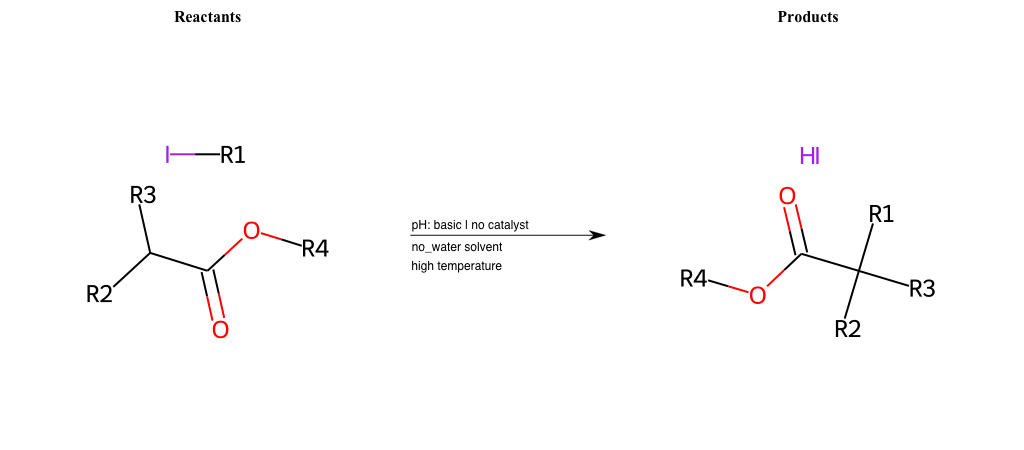 Reactants
Products
I R1
R3
O
R4
R2
O
pH: basic | no catalyst
no_water solvent
high temperature
HI
O
R1
R4
O
R3
R2